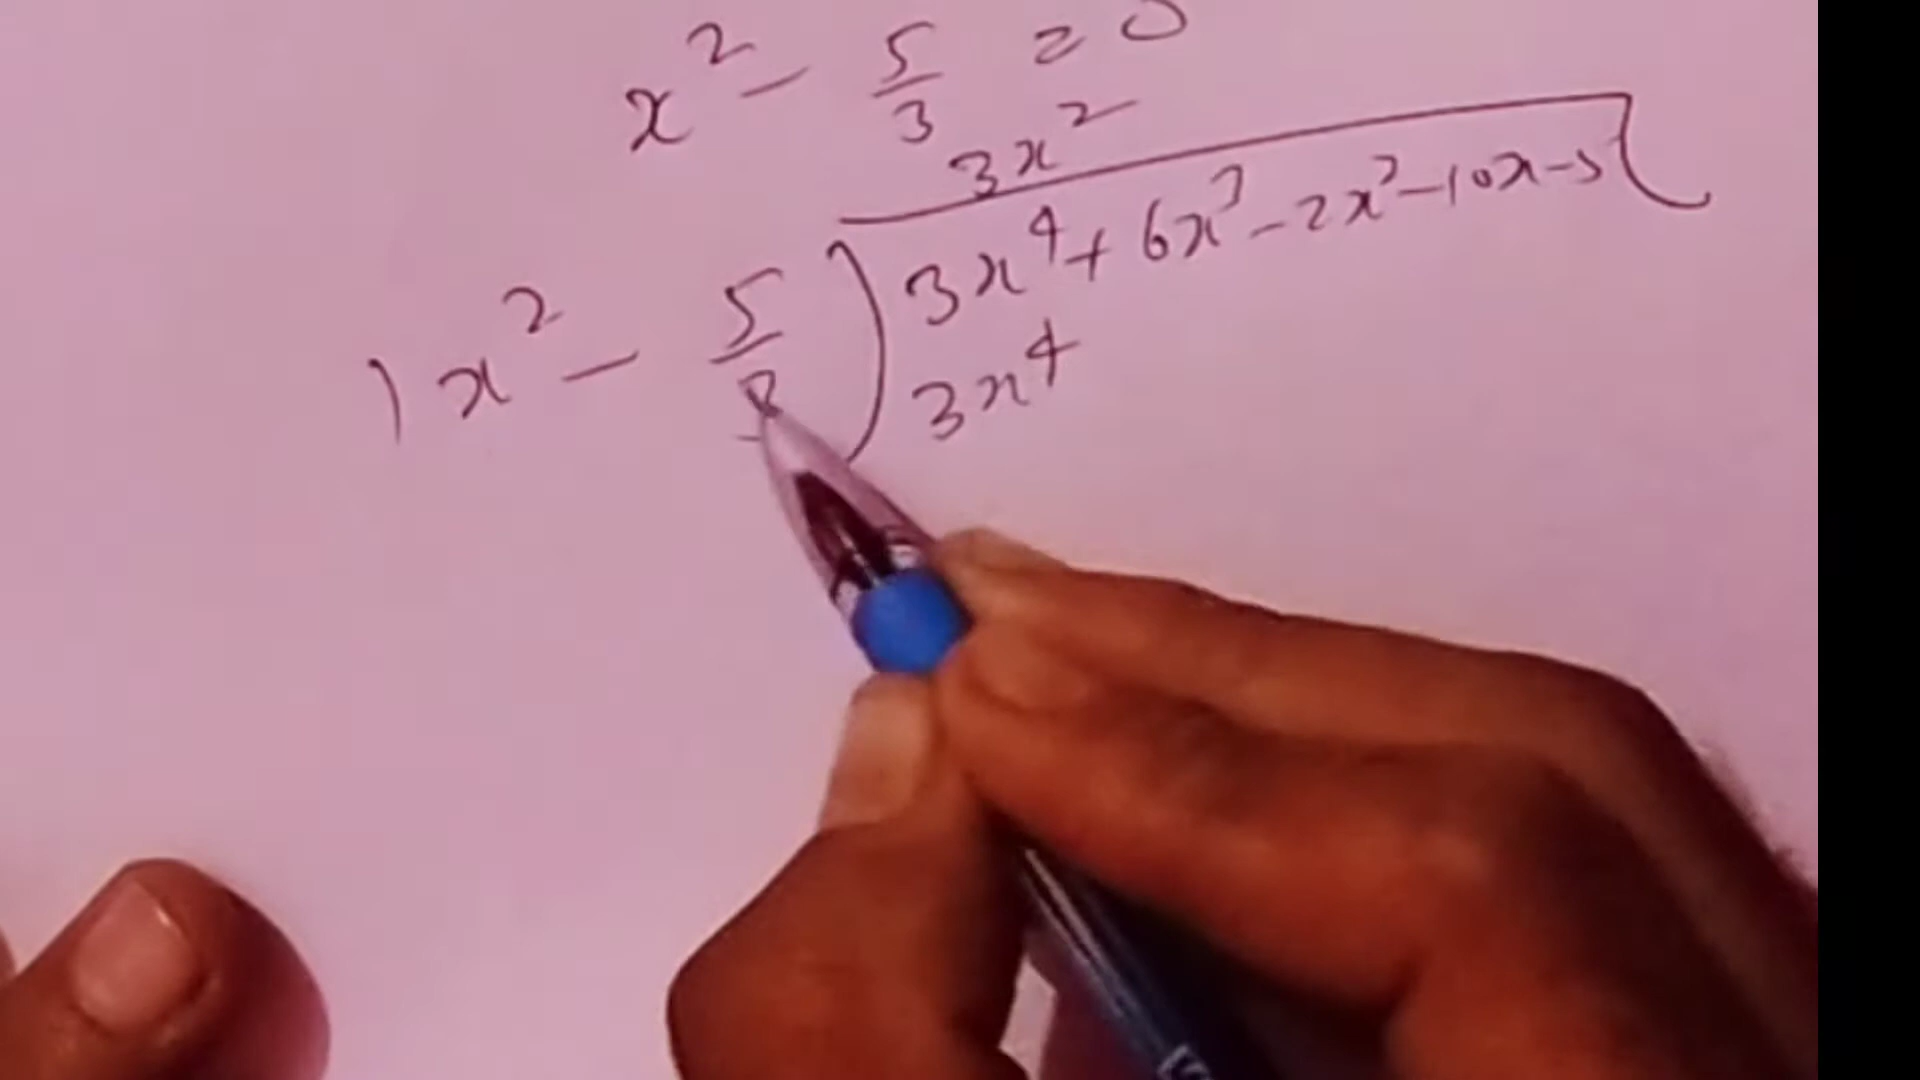 x² - 5/3 = 0
3x²
1x² - 5/3 ) 3x⁴ + 6x³ - 2x² - 10x - 5
3x⁴